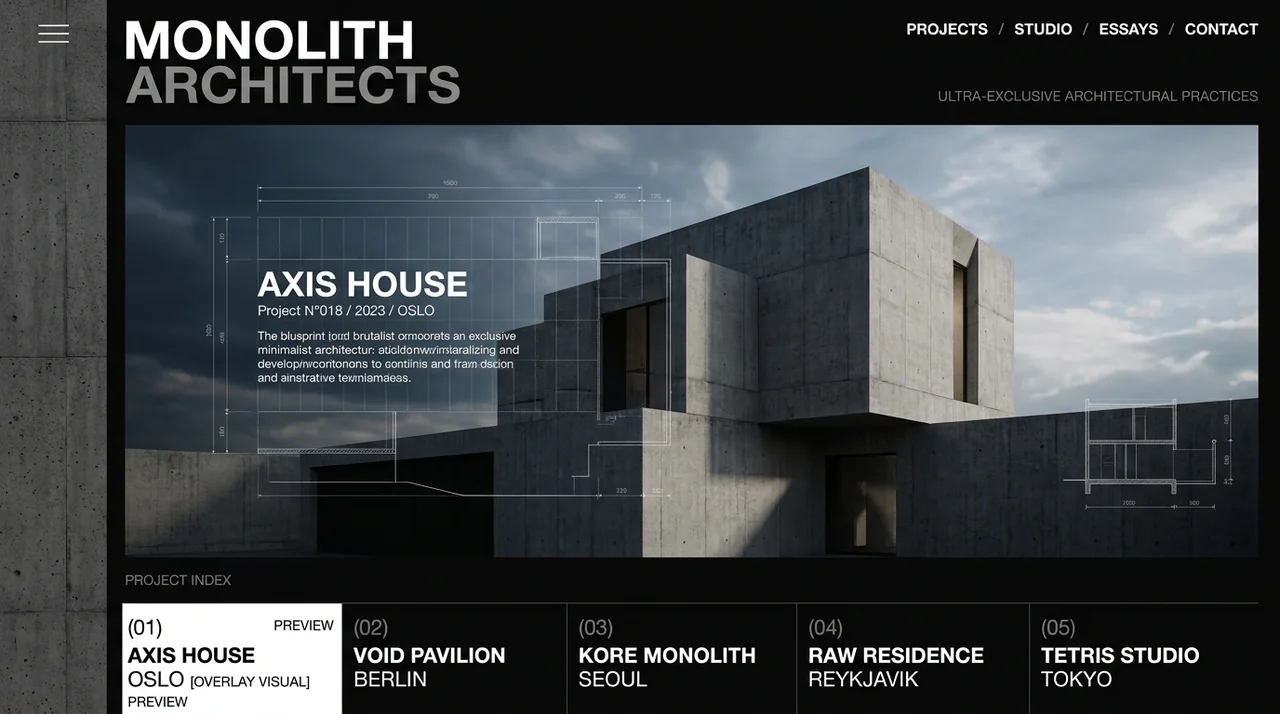 MONOLITH
ARCHITECTS
PROJECTS / STUDIO / ESSAYS / CONTACT
ULTRA-EXCLUSIVE ARCHITECTURAL PRACTICES
AXIS HOUSE
Project N°018 / 2023 / OSLO
The blusprint brutalist an exclusive
minimalist architectur: and
to and
and
PROJECT INDEX
(01) PREVIEW
AXIS HOUSE
OSLO [OVERLAY VISUAL]
PREVIEW
(02)
VOID PAVILION
BERLIN
(03)
KORE MONOLITH
SEOUL
(04)
RAW RESIDENCE
REYKJAVIK
(05)
TETRIS STUDIO
TOKYO